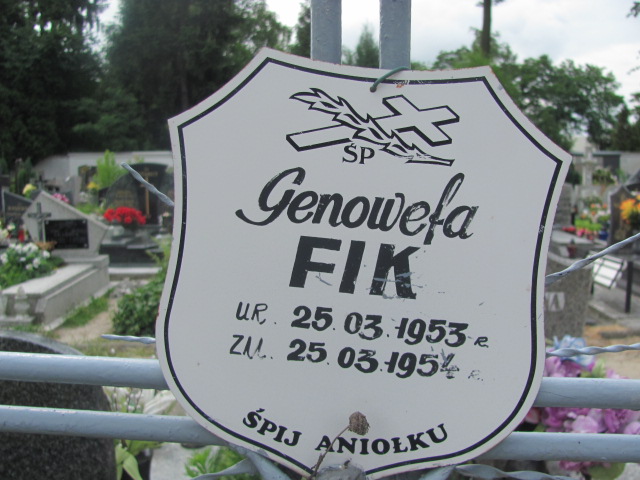 ŚP
Genowefa
FIK
UR. 25.03.1953 R
ZM. 25.03.1954 R.
ŚPIJ ANIOŁKU